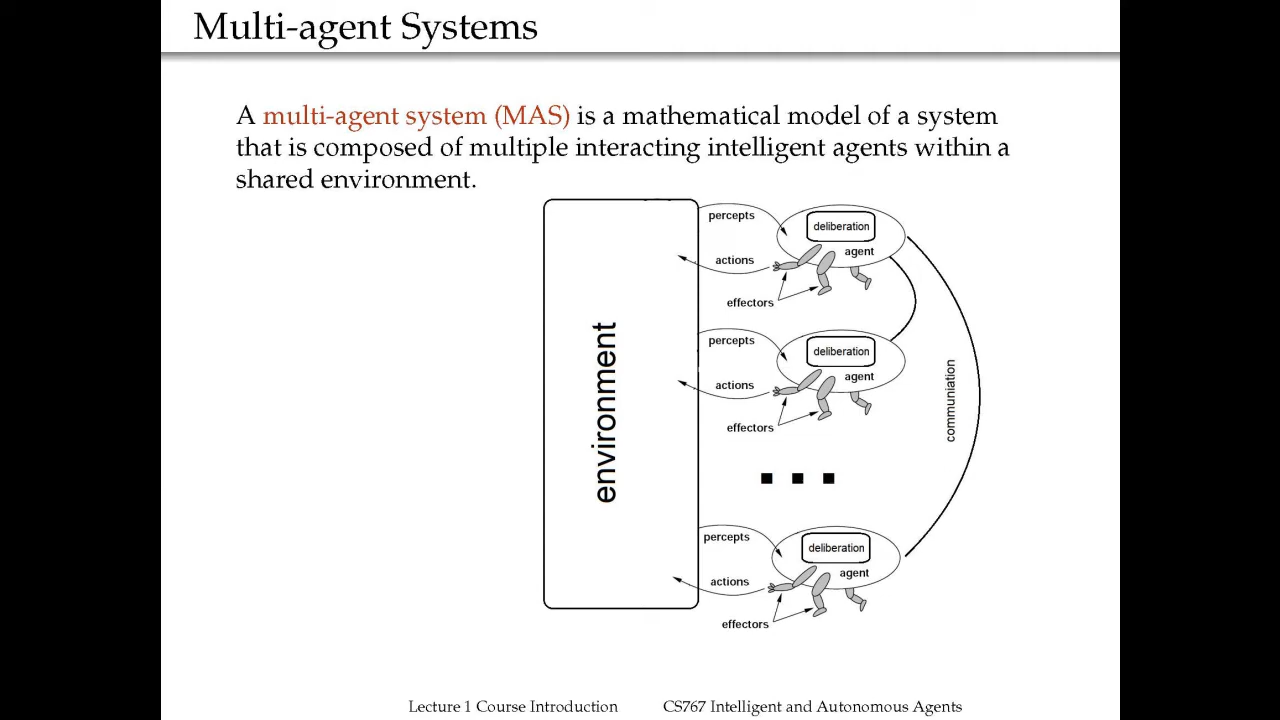 Multi-agent Systems
A multi-agent system (MAS) is a mathematical model of a system
that is composed of multiple interacting intelligent agents within a
shared environment.
environment
percepts
deliberation
agent
actions
effectors
percepts
deliberation
agent
actions
effectors
communiation
percepts
deliberation
agent
actions
effectors
Lecture 1 Course Introduction
CS767 Intelligent and Autonomous Agents